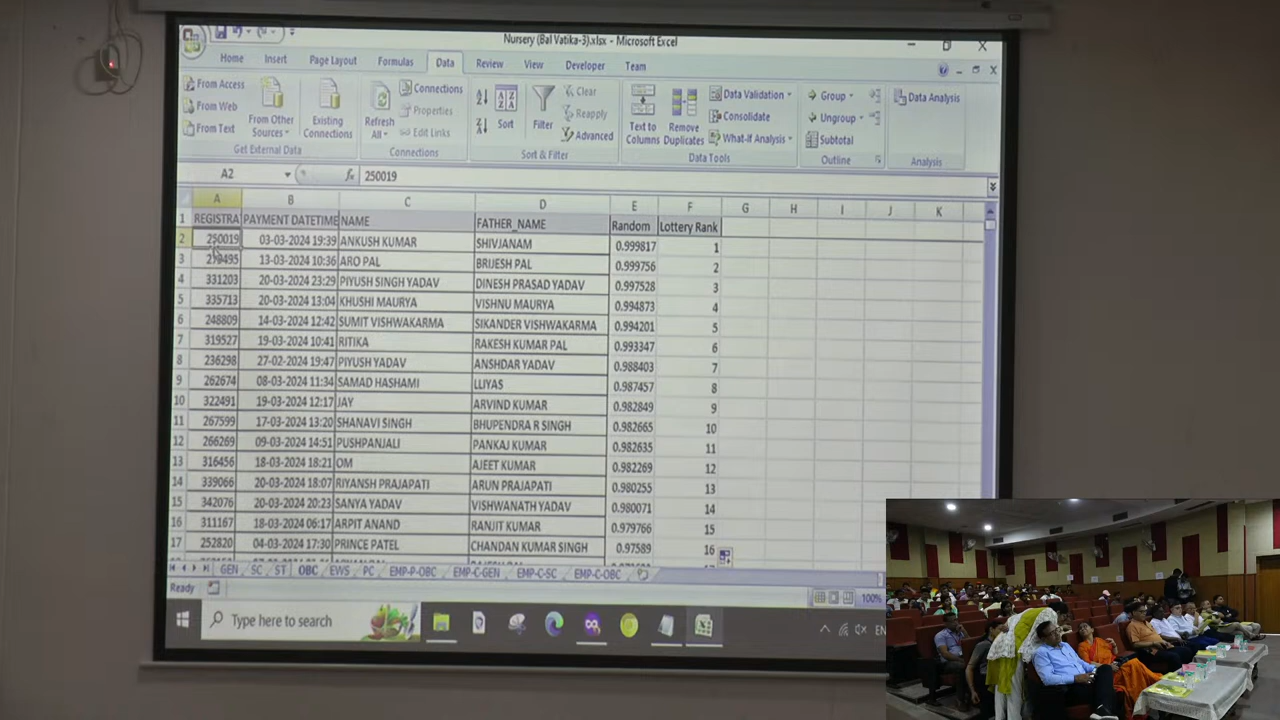 Nursery (Bal Vatika-3).xlsx - Microsoft Excel
Home Insert Page Layout Formulas Data Review View Developer Team
From Access
From Web
From Text
From Other Sources
Existing Connections
Get External Data
Refresh All
Connections
Properties
Edit Links
Connections
Sort
Filter
Clear
Reapply
Advanced
Sort & Filter
Text to Columns
Remove Duplicates
Data Validation
Consolidate
What-If Analysis
Data Tools
Group
Ungroup
Subtotal
Outline
Data Analysis
Analysis
A2 fx 250019
A B C D E F G H I J K
1 REGISTRA PAYMENT DATETIME NAME FATHER_NAME Random Lottery Rank
2 250019 03-03-2024 19:39 ANKUSH KUMAR SHIVJANAM 0.999817 1
3 13-03-2024 10:36 ARO PAL BRIJESH PAL 0.999756 2
4 331203 20-03-2024 23:29 PIYUSH SINGH YADAV DINESH PRASAD YADAV 0.997528 3
5 335713 20-03-2024 13:04 KHUSHI MAURYA VISHNU MAURYA 0.994873 4
6 248809 14-03-2024 12:42 SUMIT VISHWAKARMA SIKANDER VISHWAKARMA 0.994201 5
7 319527 19-03-2024 10:41 RITIKA RAKESH KUMAR PAL 0.993347 6
8 236298 27-02-2024 19:47 PIYUSH YADAV ANSHDAR YADAV 0.988403 7
9 262674 08-03-2024 11:34 SAMAD HASHAMI LLIYAS 0.987457 8
10 322491 19-03-2024 12:17 JAY ARVIND KUMAR 0.982849 9
11 267599 17-03-2024 13:20 SHANAVI SINGH BHUPENDRA R SINGH 0.982665 10
12 266269 09-03-2024 14:51 PUSHPANJALI PANKAJ KUMAR 0.982635 11
13 316456 18-03-2024 18:21 OM AJEET KUMAR 0.982269 12
14 339066 20-03-2024 18:07 RIYANSH PRAJAPATI ARUN PRAJAPATI 0.980255 13
15 342076 20-03-2024 20:23 SANYA YADAV VISHWANATH YADAV 0.980071 14
16 311167 18-03-2024 06:17 ARPIT ANAND RANJIT KUMAR 0.979766 15
17 252820 04-03-2024 17:30 PRINCE PATEL CHANDAN KUMAR SINGH 0.97589 16
GEN SC ST OBC EWS PC EMP-P-OBC EMP-C-GEN EMP-C-SC EMP-C-OBC
Ready 100%
Type here to search EN